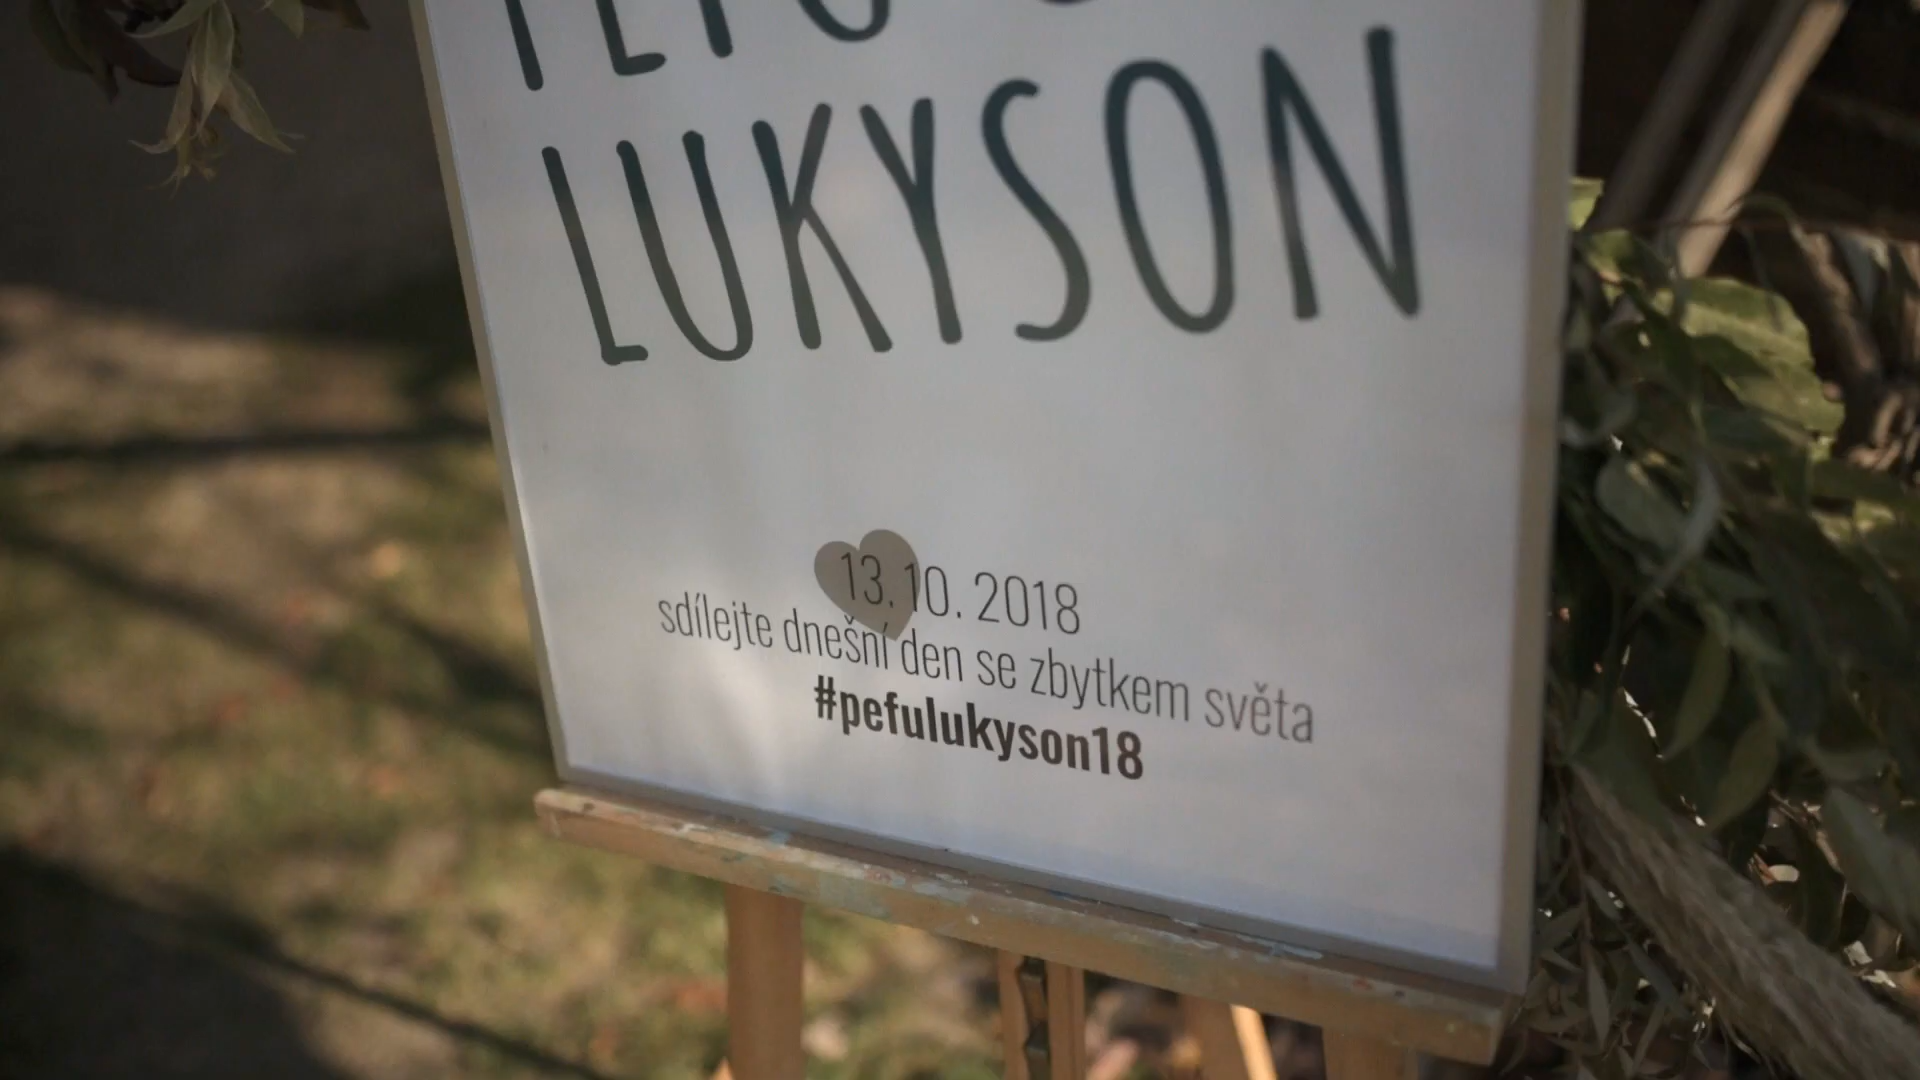 LUKYSON
13. 10. 2018
sdílejte dnešní den se zbytkem světa
#pefulukyson18